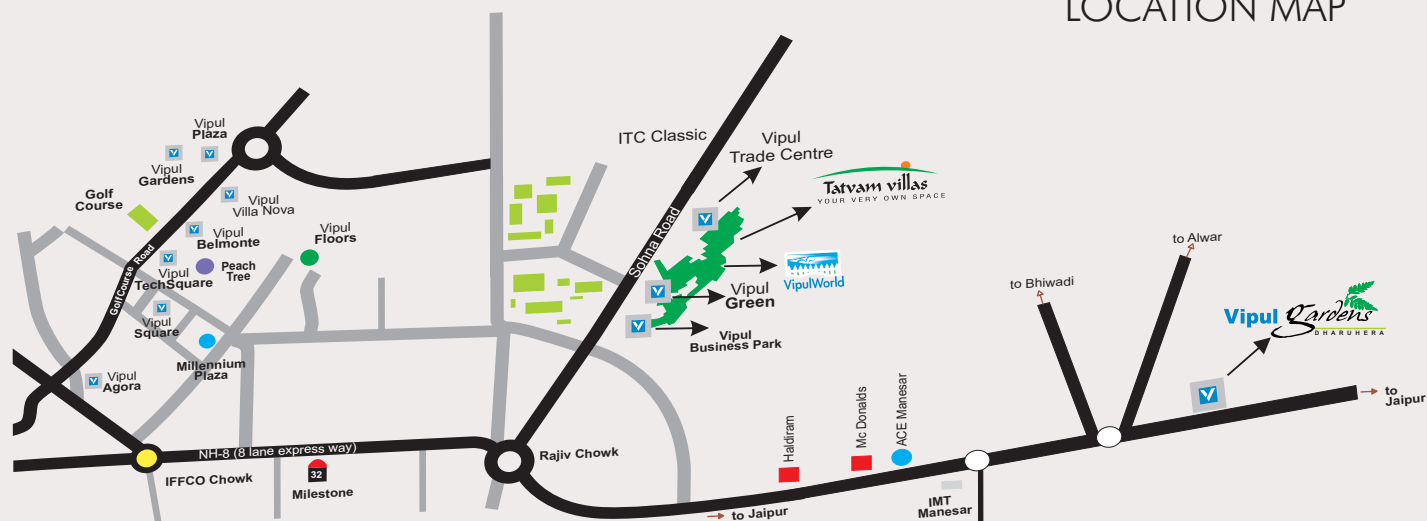 LOCATION MAP
Vipul
Plaza
Vipul
Gardens
Golf
Course
Vipul
Villa Nova
Vipul
Belmonte
Vipul
Floors
Peach
Tree
Vipul
TechSquare
Golf Course Road
Vipul
Square
Millennium
Plaza
Vipul
Agora
NH-8 (8 lane express way)
IFFCO Chowk
32
Milestone
Rajiv Chowk
ITC Classic
Sohna Road
Vipul
Trade Centre
Tatvam villas
YOUR VERY OWN SPACE
VipulWorld
Vipul
Green
Vipul
Business Park
to Jaipur
Haldiram
Mc Donalds
ACE Manesar
IMT
Manesar
to Bhiwadi
to Alwar
Vipul gardens
DHARUHERA
to
Jaipur